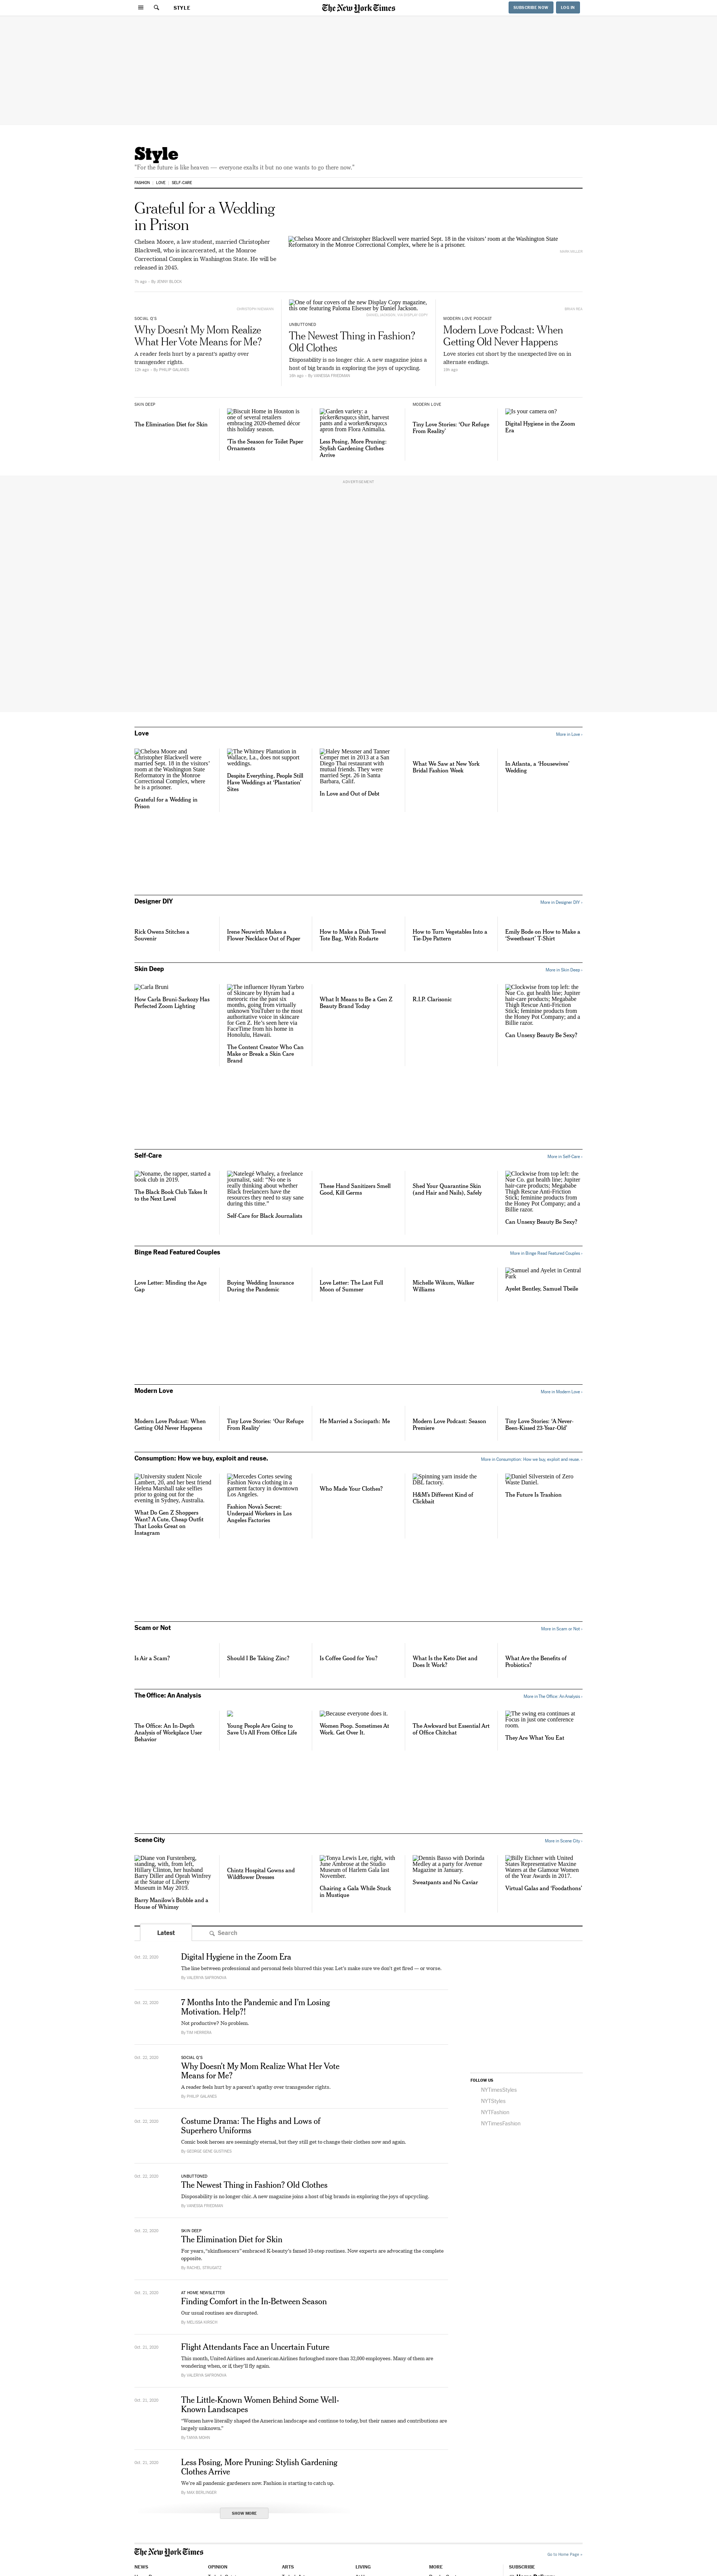 STYLE
The New York Times
SUBSCRIBE NOW
LOG IN
Style
“For the future is like heaven — everyone exalts it but no one wants to go there now.”
FASHION LOVE SELF-CARE
Grateful for a Wedding
in Prison
Chelsea Moore, a law student, married Christopher
Blackwell, who is incarcerated, at the Monroe
Correctional Complex in Washington State. He will be
released in 2045.
7h ago · By
Chelsea Moore and Christopher Blackwell were married Sept. 18 in the visitors’ room at the Washington State
Reformatory in the Monroe Correctional Complex, where he is a prisoner.
SOCIAL Q’S
Why Doesn’t My Mom Realize
What Her Vote Means for Me?
A reader feels hurt by a parent’s apathy over
transgender rights.
12h ago · By PHILIP GALANES
One of four covers of the new Display Copy magazine,
this one featuring Paloma Elsesser by Daniel Jackson.
UNBUTTONED
The Newest Thing in Fashion?
Old Clothes
Disposability is no longer chic. A new magazine joins a
host of big brands in exploring the joys of upcycling.
16h ago · By VANESSA FRIEDMAN
MODERN LOVE PODCAST
Modern Love Podcast: When
Getting Old Never Happens
Love stories cut short by the unexpected live on in
alternate endings.
18h ago
SKIN DEEP
The Elimination Diet for Skin
Biscuit Home in Houston is
one of several retailers
embracing 2020-themed décor
this holiday season.
’Tis the Season for Toilet Paper
Ornaments
Garden variety: a
picker&rsquo;s shirt, harvest
pants and a worker&rsquo;s
apron from Flora Animalia.
Less Posing, More Pruning:
Stylish Gardening Clothes
Arrive
MODERN LOVE
Tiny Love Stories: ‘Our Refuge
From Reality’
Is your camera on?
Digital Hygiene in the Zoom
Era
ADVERTISEMENT
Love
More in Love ›
Chelsea Moore and
Christopher Blackwell were
married Sept. 18 in the visitors’
room at the Washington State
Reformatory in the Monroe
Correctional Complex, where
he is a prisoner.
Grateful for a Wedding in
Prison
The Whitney Plantation in
Wallace, La., does not support
weddings.
Despite Everything, People Still
Have Weddings at ‘Plantation’
Sites
Haley Messner and Tanner
Cemper met in 2013 at a San
Diego Thai restaurant with
mutual friends. They were
married Sept. 26 in Santa
Barbara, Calif.
In Love and Out of Debt
What We Saw at New York
Bridal Fashion Week
In Atlanta, a ‘Housewives’
Wedding
Designer DIY
More in Designer DIY ›
Rick Owens Stitches a
Souvenir
Irene Neuwirth Makes a
Flower Necklace Out of Paper
How to Make a Dish Towel
Tote Bag, With Rodarte
How to Turn Vegetables Into a
Tie-Dye Pattern
Emily Bode on How to Make a
‘Sweetheart’ T-Shirt
Skin Deep
More in Skin Deep ›
Carla Bruni
How Carla Bruni-Sarkozy Has
Perfected Zoom Lighting
The influencer Hyram Yarbro
of Skincare by Hyram had a
meteoric rise the past six
months, going from virtually
unknown YouTuber to the most
authoritative voice in skincare
for Gen Z. He’s seen here via
FaceTime from his home in
Honolulu, Hawaii.
The Content Creator Who Can
Make or Break a Skin Care
Brand
What It Means to Be a Gen Z
Beauty Brand Today
R.I.P. Clarisonic
Clockwise from top left: the
Nue Co. gut health line; Jupiter
hair-care products; Megababe
Thigh Rescue Anti-Friction
Stick; feminine products from
the Honey Pot Company; and a
Billie razor.
Can Unsexy Beauty Be Sexy?
Self-Care
More in Self-Care ›
Noname, the rapper, started a
book club in 2019.
The Black Book Club Takes It
to the Next Level
Natelegé Whaley, a freelance
journalist, said: “No one is
really thinking about whether
Black freelancers have the
resources they need to stay sane
during this time.”
Self-Care for Black Journalists
These Hand Sanitizers Smell
Good, Kill Germs
Shed Your Quarantine Skin
(and Hair and Nails), Safely
Clockwise from top left: the
Nue Co. gut health line; Jupiter
hair-care products; Megababe
Thigh Rescue Anti-Friction
Stick; feminine products from
the Honey Pot Company; and a
Billie razor.
Can Unsexy Beauty Be Sexy?
Binge Read Featured Couples
More in Binge Read Featured Couples ›
Love Letter: Minding the Age
Gap
Buying Wedding Insurance
During the Pandemic
Love Letter: The Last Full
Moon of Summer
Michelle Wikum, Walker
Williams
Samuel and Ayelet in Central
Park
Ayelet Bentley, Samuel Tbeile
Modern Love
More in Modern Love ›
Modern Love Podcast: When
Getting Old Never Happens
Tiny Love Stories: ‘Our Refuge
From Reality’
He Married a Sociopath: Me
Modern Love Podcast: Season
Premiere
Tiny Love Stories: ‘A Never-
Been-Kissed 23-Year-Old’
Consumption: How we buy, exploit and reuse.
More in Consumption: How we buy, exploit and reuse. ›
University student Nicole
Lambert, 20, and her best friend
Helena Marshall take selfies
prior to going out for the
evening in Sydney, Australia.
What Do Gen Z Shoppers
Want? A Cute, Cheap Outfit
That Looks Great on
Instagram
Mercedes Cortes sewing
Fashion Nova clothing in a
garment factory in downtown
Los Angeles.
Fashion Nova’s Secret:
Underpaid Workers in Los
Angeles Factories
Who Made Your Clothes?
Spinning yarn inside the
DBL factory.
H&M’s Different Kind of
Clickbait
Daniel Silverstein of Zero
Waste Daniel.
The Future Is Trashion
Scam or Not
More in Scam or Not ›
Is Air a Scam?
Should I Be Taking Zinc?
Is Coffee Good for You?
What Is the Keto Diet and
Does It Work?
What Are the Benefits of
Probiotics?
The Office: An Analysis
More in The Office: An Analysis ›
The Office: An In-Depth
Analysis of Workplace User
Behavior
Young People Are Going to
Save Us All From Office Life
Because everyone does it.
Women Poop. Sometimes At
Work. Get Over It.
The Awkward but Essential Art
of Office Chitchat
The swing era continues at
Focus in just one conference
room.
They Are What You Eat
Scene City
More in Scene City ›
Diane von Furstenberg,
standing, with, from left,
Hillary Clinton, her husband
Barry Diller and Oprah Winfrey
at the Statue of Liberty
Museum in May 2019.
Barry Manilow’s Bubble and a
House of Whimsy
Chintz Hospital Gowns and
Wildflower Dresses
Tonya Lewis Lee, right, with
June Ambrose at the Studio
Museum of Harlem Gala last
November.
Chairing a Gala While Stuck
in Mustique
Dennis Basso with Dorinda
Medley at a party for Avenue
Magazine in January.
Sweatpants and No Caviar
Billy Eichner with United
States Representative Maxine
Waters at the Glamour Women
of the Year Awards in 2017.
Virtual Galas and ‘Foodathons’
Latest
Search
Digital Hygiene in the Zoom Era
The line between professional and personal feels blurred this year. Let’s make sure we don’t get fired — or worse.
By VALERIYA SAFRONOVA
7 Months Into the Pandemic and I’m Losing
Motivation. Help?!
Not productive? No problem.
By TIM HERRERA
SOCIAL Q’S
Why Doesn’t My Mom Realize What Her Vote
Means for Me?
A reader feels hurt by a parent’s apathy over transgender rights.
By PHILIP GALANES
Costume Drama: The Highs and Lows of
Superhero Uniforms
Comic book heroes are seemingly eternal, but they still get to change their clothes now and again.
By GEORGE GENE GUSTINES
UNBUTTONED
The Newest Thing in Fashion? Old Clothes
Disposability is no longer chic. A new magazine joins a host of big brands in exploring the joys of upcycling.
By VANESSA FRIEDMAN
SKIN DEEP
The Elimination Diet for Skin
For years, “skinfluencers” embraced K-beauty’s famed 10-step routines. Now experts are advocating the complete
opposite.
By RACHEL STRUGATZ
AT HOME NEWSLETTER
Finding Comfort in the In-Between Season
Our usual routines are disrupted.
By MELISSA KIRSCH
Flight Attendants Face an Uncertain Future
This month, United Airlines and American Airlines furloughed more than 32,000 employees. Many of them are
wondering when, or if, they’ll fly again.
By VALERIYA SAFRONOVA
The Little-Known Women Behind Some Well-
Known Landscapes
“Women have literally shaped the American landscape and continue to today, but their names and contributions are
largely unknown.”
Less Posing, More Pruning: Stylish Gardening
Clothes Arrive
We’re all pandemic gardeners now. Fashion is starting to catch up.
By MAX BERLINGER
SHOW MORE
FOLLOW US
NYTimesStyles
NYTStyles
NYTFashion
NYTimesFashion
The New York Times
Go to Home Page »
NEWS
OPINION
ARTS
LIVING
MORE
SUBSCRIBE